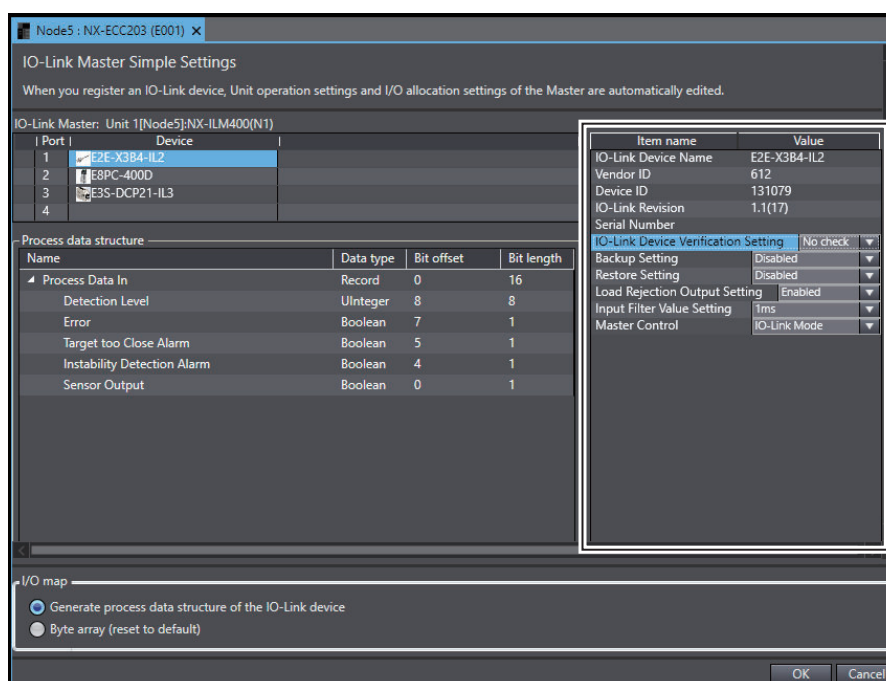 Node5 : NX-ECC203 (E001) ×
IO-Link Master Simple Settings
When you register an IO-Link device, Unit operation settings and I/O allocation settings of the Master are automatically edited.
IO-Link Master: Unit 1[Node5]:NX-ILM400(N1)
Port Device
1 E2E-X3B4-IL2
2 E8PC-400D
3 E3S-DCP21-IL3
4
Process data structure
Name Data type Bit offset Bit length
Process Data In Record 0 16
Detection Level UInteger 8 8
Error Boolean 7 1
Target too Close Alarm Boolean 5 1
Instability Detection Alarm Boolean 4 1
Sensor Output Boolean 0 1
Item name Value
IO-Link Device Name E2E-X3B4-IL2
Vendor ID 612
Device ID 131079
IO-Link Revision 1.1(17)
Serial Number
IO-Link Device Verification Setting No check
Backup Setting Disabled
Restore Setting Disabled
Load Rejection Output Setting Enabled
Input Filter Value Setting 1ms
Master Control IO-Link Mode
I/O map
Generate process data structure of the IO-Link device
Byte array (reset to default)
OK Cancel